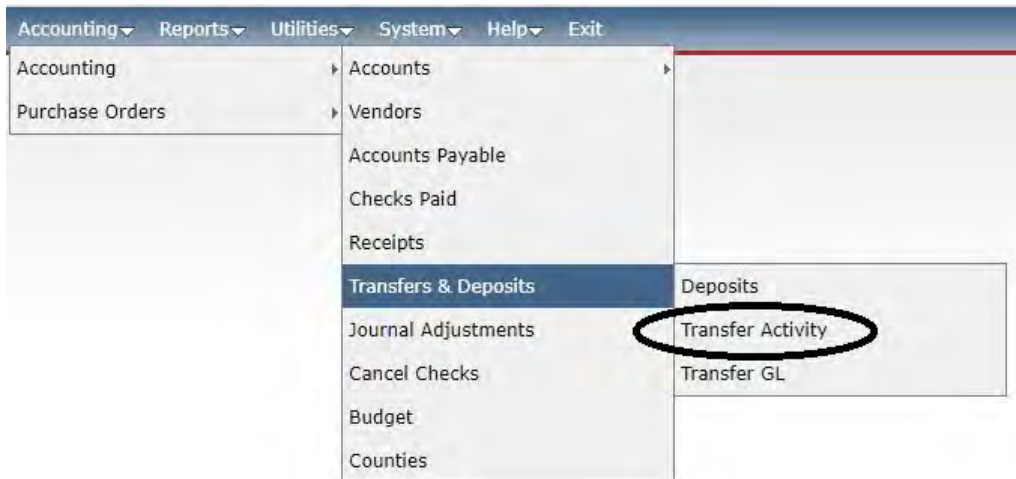 Accounting Reports Utilities System Help Exit
Accounting
Purchase Orders
Accounts
Vendors
Accounts Payable
Checks Paid
Receipts
Transfers & Deposits
Journal Adjustments
Cancel Checks
Budget
Counties
Deposits
Transfer Activity
Transfer GL